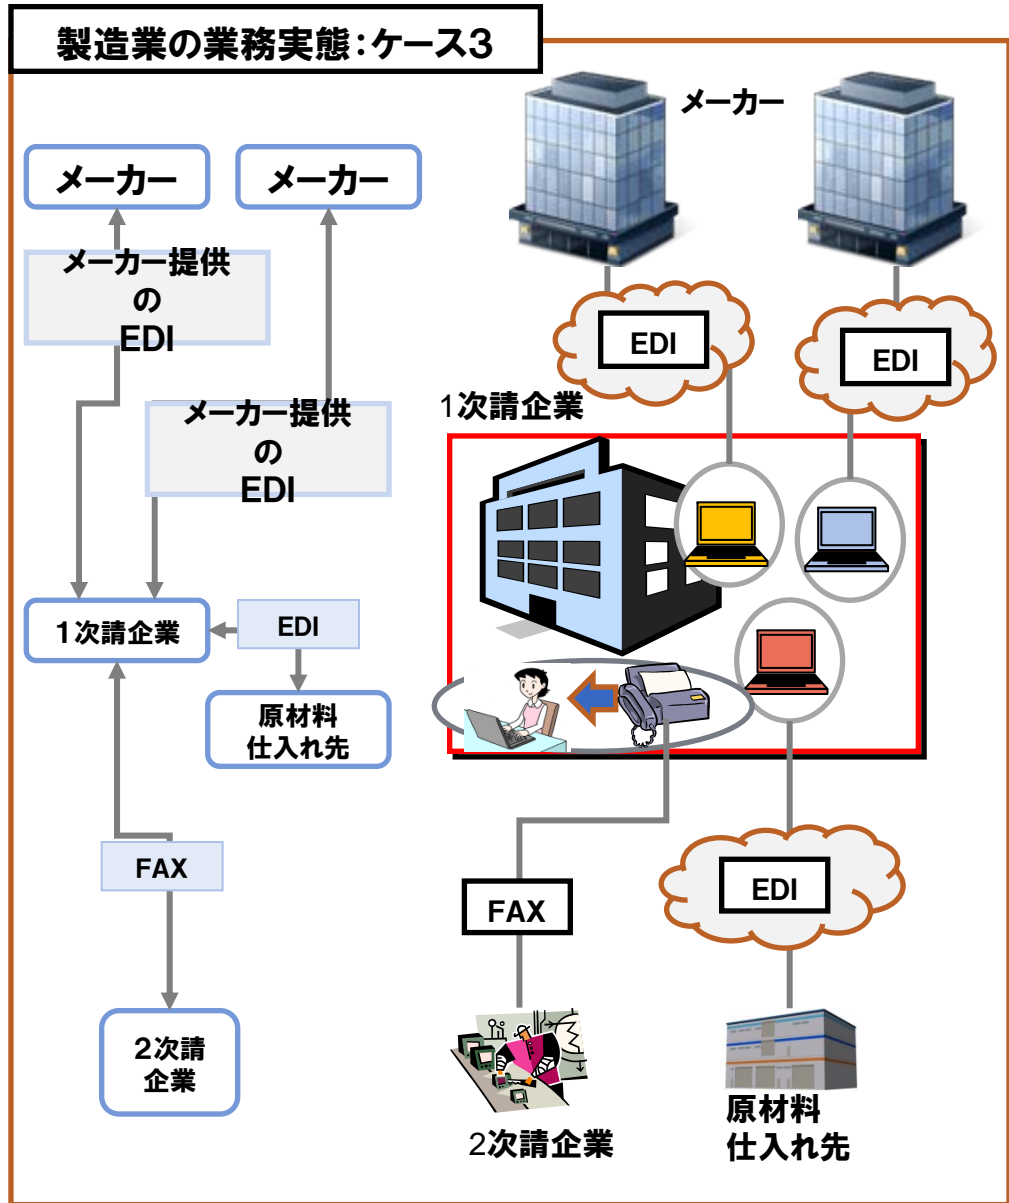 製造業の業務実態：ケース3
メーカー
メーカー
メーカー提供
の
EDI
メーカー提供
の
EDI
1次請企業
EDI
原材料
仕入れ先
FAX
2次請
企業
メーカー
EDI
EDI
1次請企業
FAX
EDI
2次請企業
原材料
仕入れ先